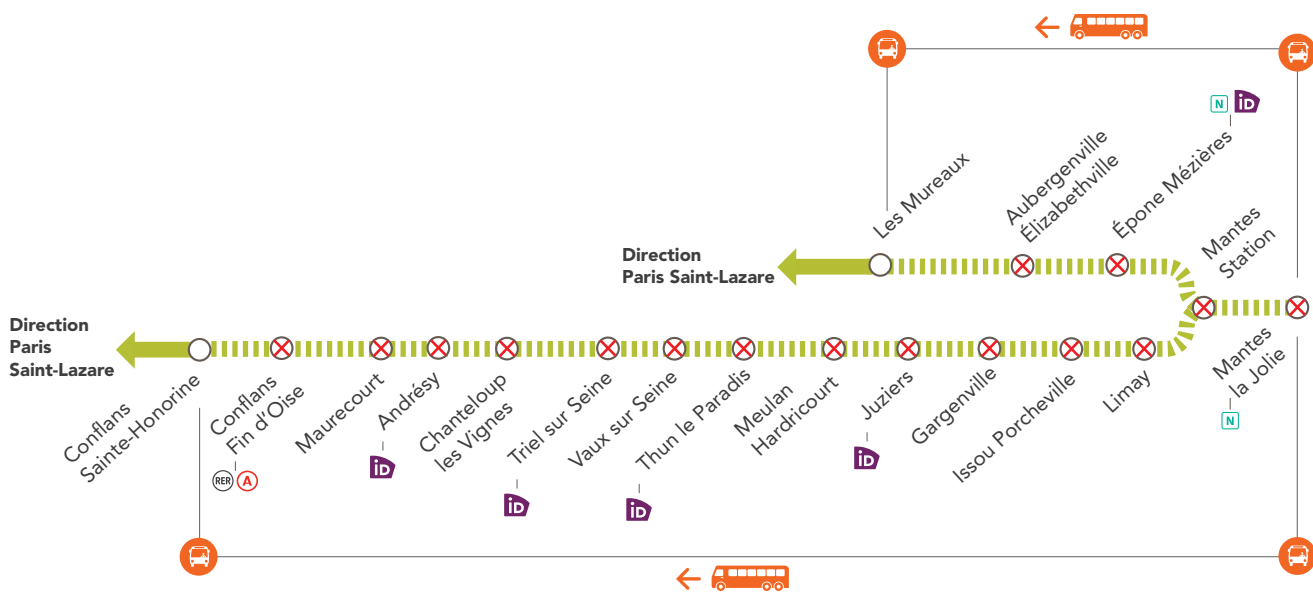 N
iD
Les Mureaux
Aubergenville
Élizabethville
Épone Mézières
Mantes
Station
Direction
Paris Saint-Lazare
Direction
Paris
Saint-Lazare
Conflans
Sainte-Honorine
Conflans
Fin d'Oise
RER
A
Maurecourt
Andrésy
iD
Chanteloup
les Vignes
Triel sur Seine
iD
Vaux sur Seine
iD
Thun le Paradis
Meulan
Hardricourt
Juziers
iD
Gargenville
Issou Porcheville
Limay
Mantes
la Jolie
N